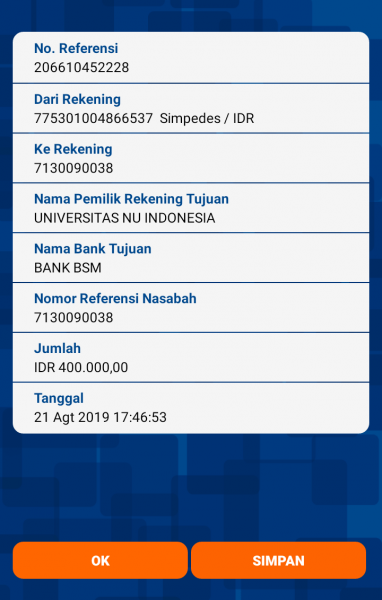 No. Referensi
206610452228
Dari Rekening
775301004866537  Simpedes / IDR
Ke Rekening
7130090038
Nama Pemilik Rekening Tujuan
UNIVERSITAS NU INDONESIA
Nama Bank Tujuan
BANK BSM
Nomor Referensi Nasabah
7130090038
Jumlah
IDR 400.000,00
Tanggal
21 Agt 2019 17:46:53
OK
SIMPAN